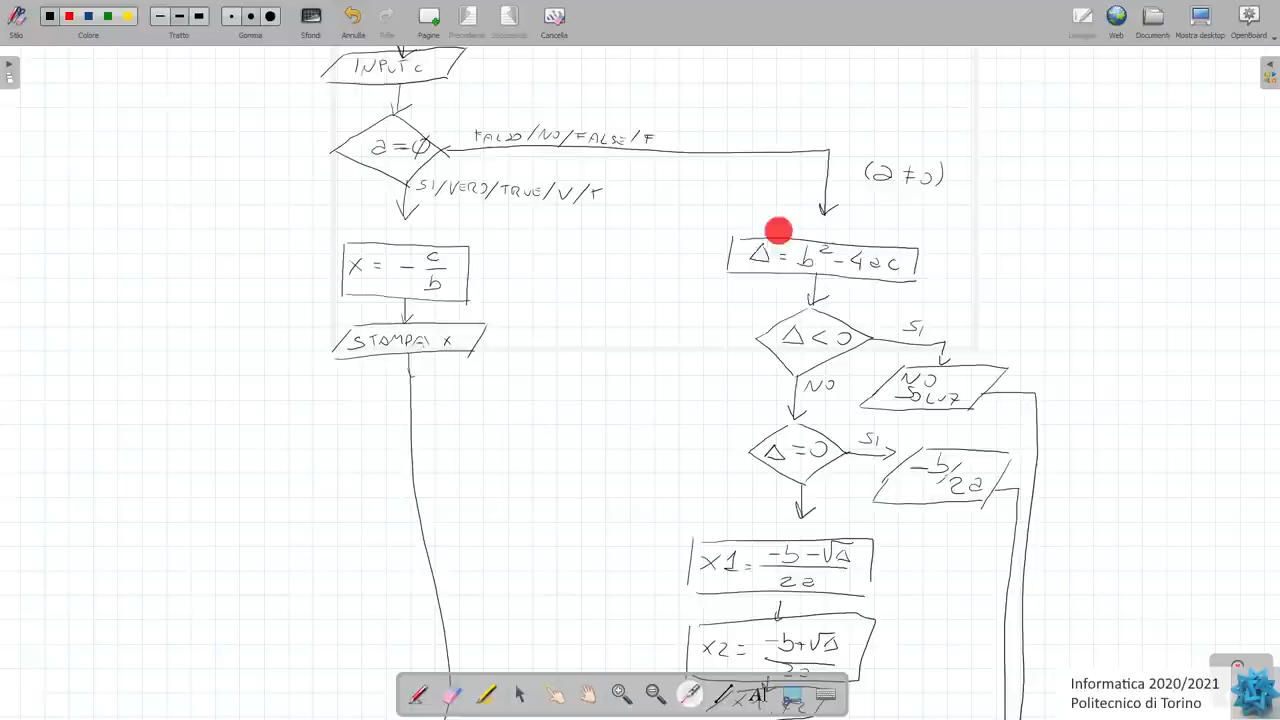 Stilo
Colore
Tratto
Gomma
Sfondi
Annulla
Pagine
Cancella
Web
Documenti
Mostra desktop
OpenBoard
INPUT c
a = φ
FALSO/NO/FALSE/F
SI/VERO/TRUE/V/T
(a ≠ 0)
x = - c/b
STAMPA x
Δ = b² - 4ac
Δ < 0
SI
NO SOLUZ
NO
Δ = 0
SI
-b/2a
x1 = -b-√Δ / 2a
x2 = -b+√Δ / 2a
x1, x2
Informatica 2020/2021
Politecnico di Torino